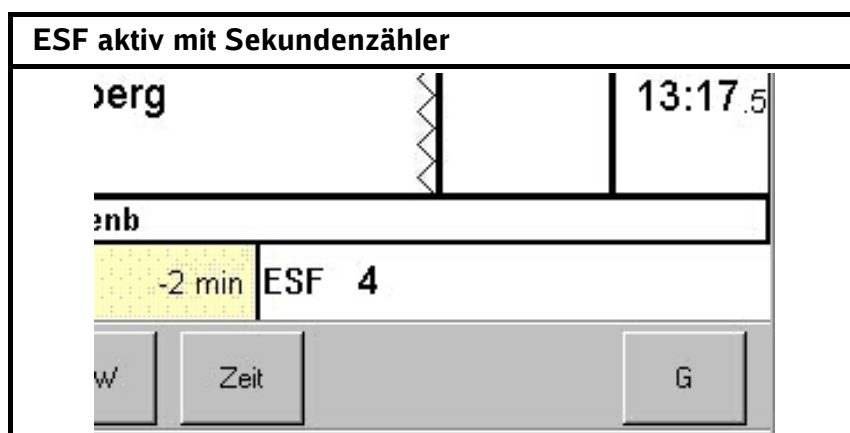 ESF aktiv mit Sekundenzähler
berg 13:17.5
enb
-2 min ESF 4
W Zeit G